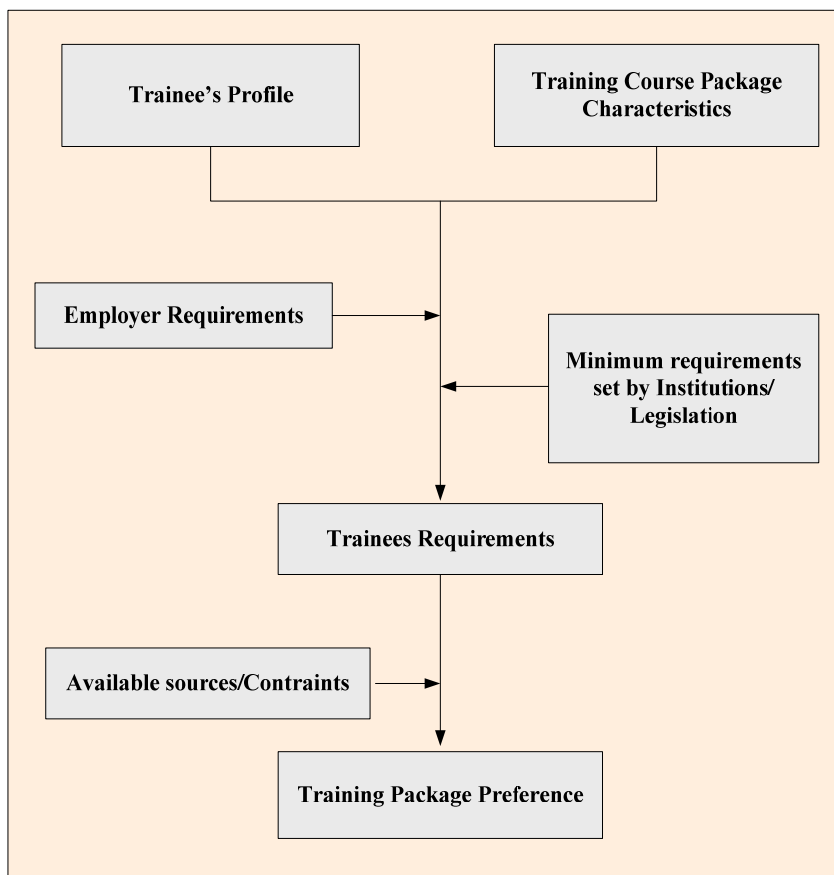 Trainee’s Profile
Training Course Package
Characteristics
Employer Requirements
Minimum requirements
set by Institutions/
Legislation
Trainees Requirements
Available sources/Contraints
Training Package Preference